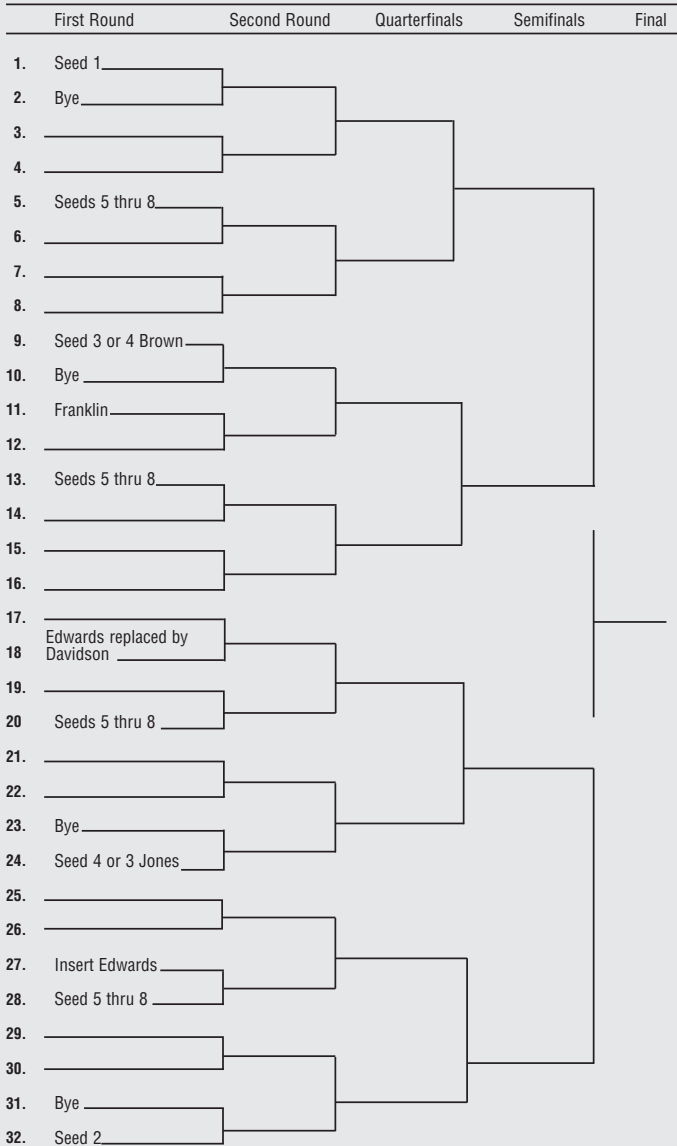 First Round Second Round Quarterfinals Semifinals Final
1. Seed 1
2. Bye
3.
4.
5. Seeds 5 thru 8
6.
7.
8.
9. Seed 3 or 4 Brown
10. Bye
11. Franklin
12.
13. Seeds 5 thru 8
14.
15.
16.
17.
Edwards replaced by
18 Davidson
19.
20 Seeds 5 thru 8
21.
22.
23. Bye
24. Seed 4 or 3 Jones
25.
26.
27. Insert Edwards
28. Seed 5 thru 8
29.
30.
31. Bye
32. Seed 2